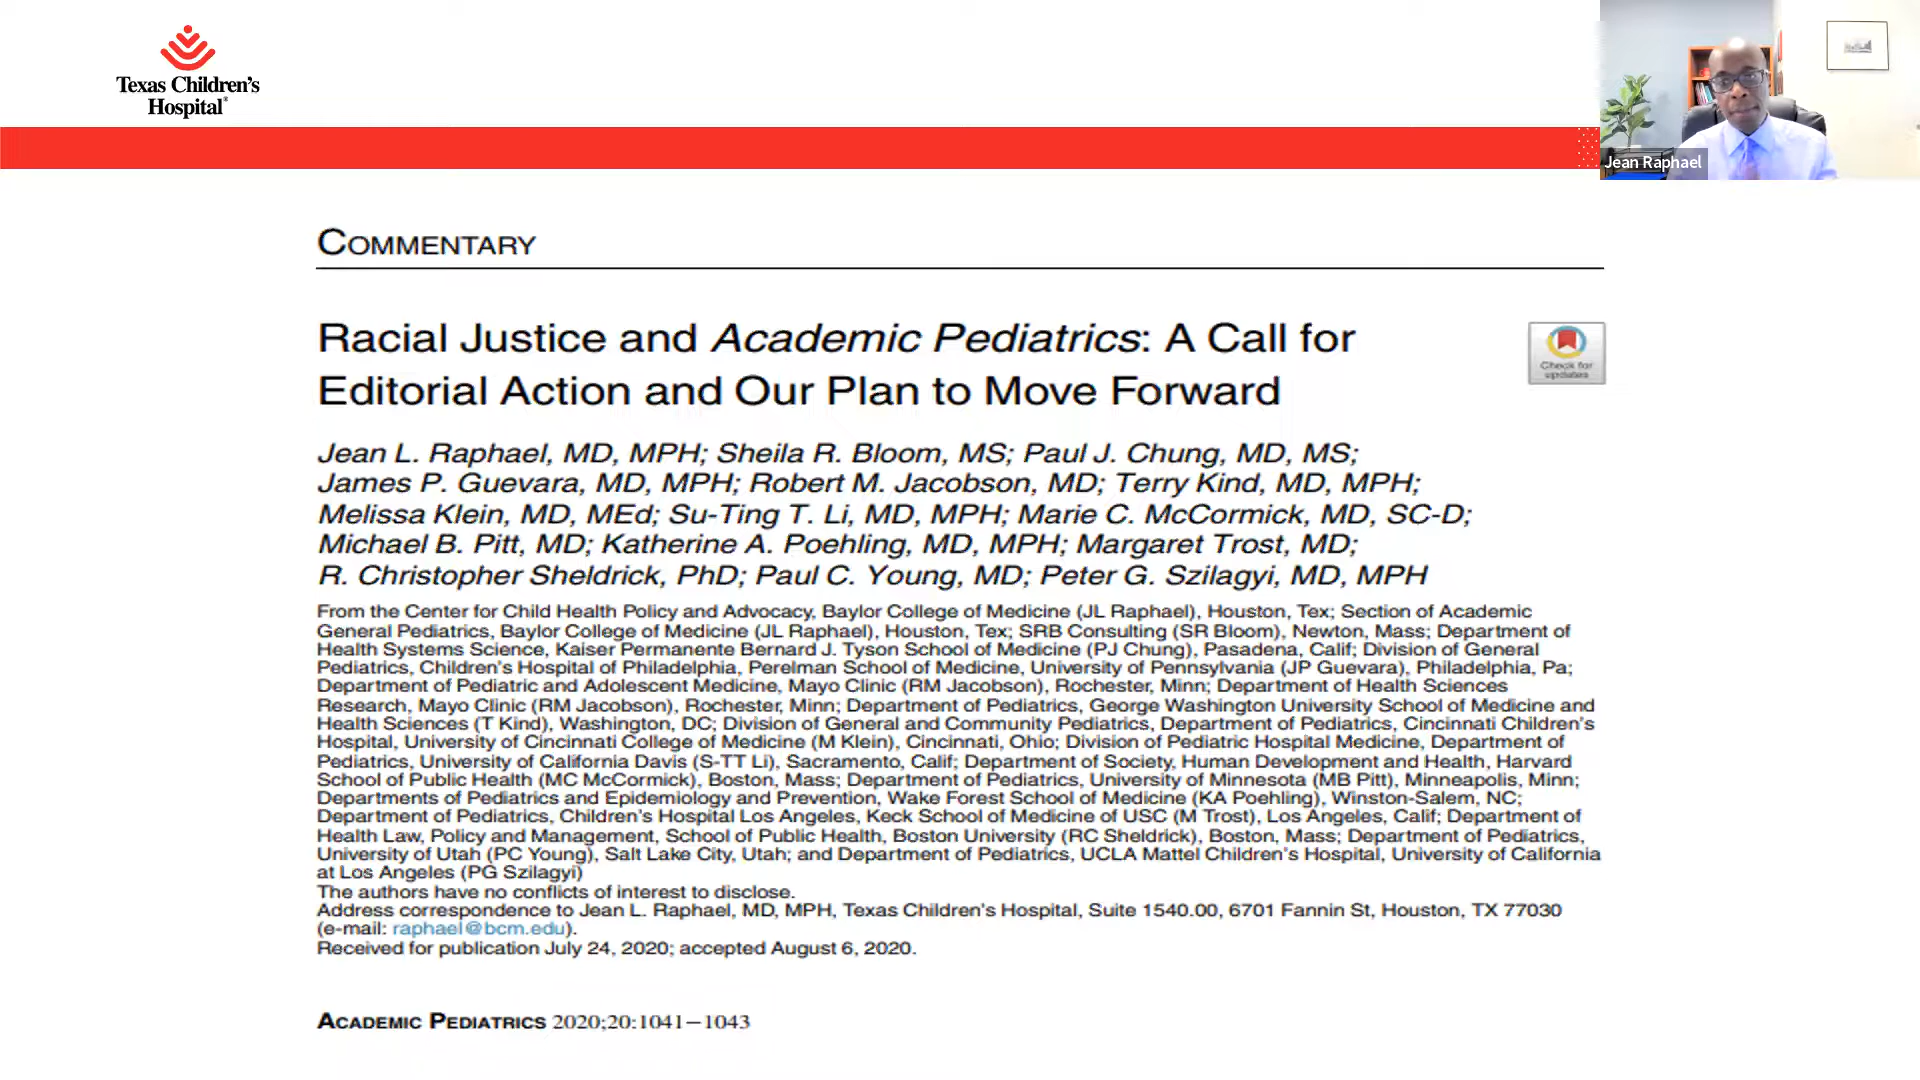 Texas Children's
Hospital
Jean Raphael
COMMENTARY
Racial Justice and Academic Pediatrics: A Call for
Editorial Action and Our Plan to Move Forward
Check for
updates
Jean L. Raphael, MD, MPH; Sheila R. Bloom, MS; Paul J. Chung, MD, MS;
James P. Guevara, MD, MPH; Robert M. Jacobson, MD; Terry Kind, MD, MPH;
Melissa Klein, MD, MEd; Su-Ting T. Li, MD, MPH; Marie C. McCormick, MD, SC-D;
Michael B. Pitt, MD; Katherine A. Poehling, MD, MPH; Margaret Trost, MD;
R. Christopher Sheldrick, PhD; Paul C. Young, MD; Peter G. Szilagyi, MD, MPH
From the Center for Child Health Policy and Advocacy, Baylor College of Medicine (JL Raphael), Houston, Tex; Section of Academic
General Pediatrics, Baylor College of Medicine (JL Raphael), Houston, Tex; SRB Consulting (SR Bloom), Newton, Mass; Department of
Health Systems Science, Kaiser Permanente Bernard J. Tyson School of Medicine (PJ Chung), Pasadena, Calif; Division of General
Pediatrics, Children's Hospital of Philadelphia, Perelman School of Medicine, University of Pennsylvania (JP Guevara), Philadelphia, Pa;
Department of Pediatric and Adolescent Medicine, Mayo Clinic (RM Jacobson), Rochester, Minn; Department of Health Sciences
Research, Mayo Clinic (RM Jacobson), Rochester, Minn; Department of Pediatrics, George Washington University School of Medicine and
Health Sciences (T Kind), Washington, DC; Division of General and Community Pediatrics, Department of Pediatrics, Cincinnati Children's
Hospital, University of Cincinnati College of Medicine (M Klein), Cincinnati, Ohio; Division of Pediatric Hospital Medicine, Department of
Pediatrics, University of California Davis (S-TT Li), Sacramento, Calif; Department of Society, Human Development and Health, Harvard
School of Public Health (MC McCormick), Boston, Mass; Department of Pediatrics, University of Minnesota (MB Pitt), Minneapolis, Minn;
Departments of Pediatrics and Epidemiology and Prevention, Wake Forest School of Medicine (KA Poehling), Winston-Salem, NC;
Department of Pediatrics, Children's Hospital Los Angeles, Keck School of Medicine of USC (M Trost), Los Angeles, Calif; Department of
Health Law, Policy and Management, School of Public Health, Boston University (RC Sheldrick), Boston, Mass; Department of Pediatrics,
University of Utah (PC Young), Salt Lake City, Utah; and Department of Pediatrics, UCLA Mattel Children's Hospital, University of California
at Los Angeles (PG Szilagyi)
The authors have no conflicts of interest to disclose.
Address correspondence to Jean L. Raphael, MD, MPH, Texas Children's Hospital, Suite 1540.00, 6701 Fannin St, Houston, TX 77030
(e-mail: raphael@bcm.edu).
Received for publication July 24, 2020; accepted August 6, 2020.
ACADEMIC PEDIATRICS 2020;20:1041–1043